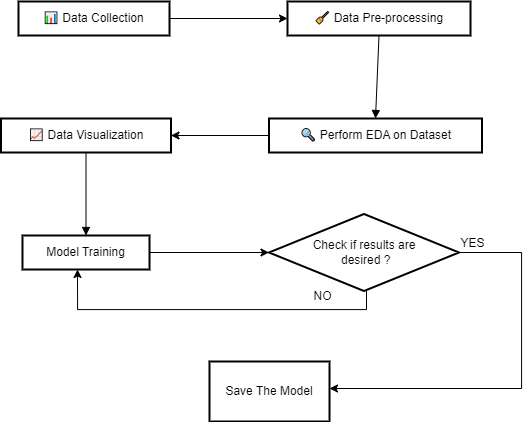 Data Collection
Data Pre-processing
Data Visualization
Perform EDA on Dataset
Model Training
Check if results are
desired ?
YES
NO
Save The Model